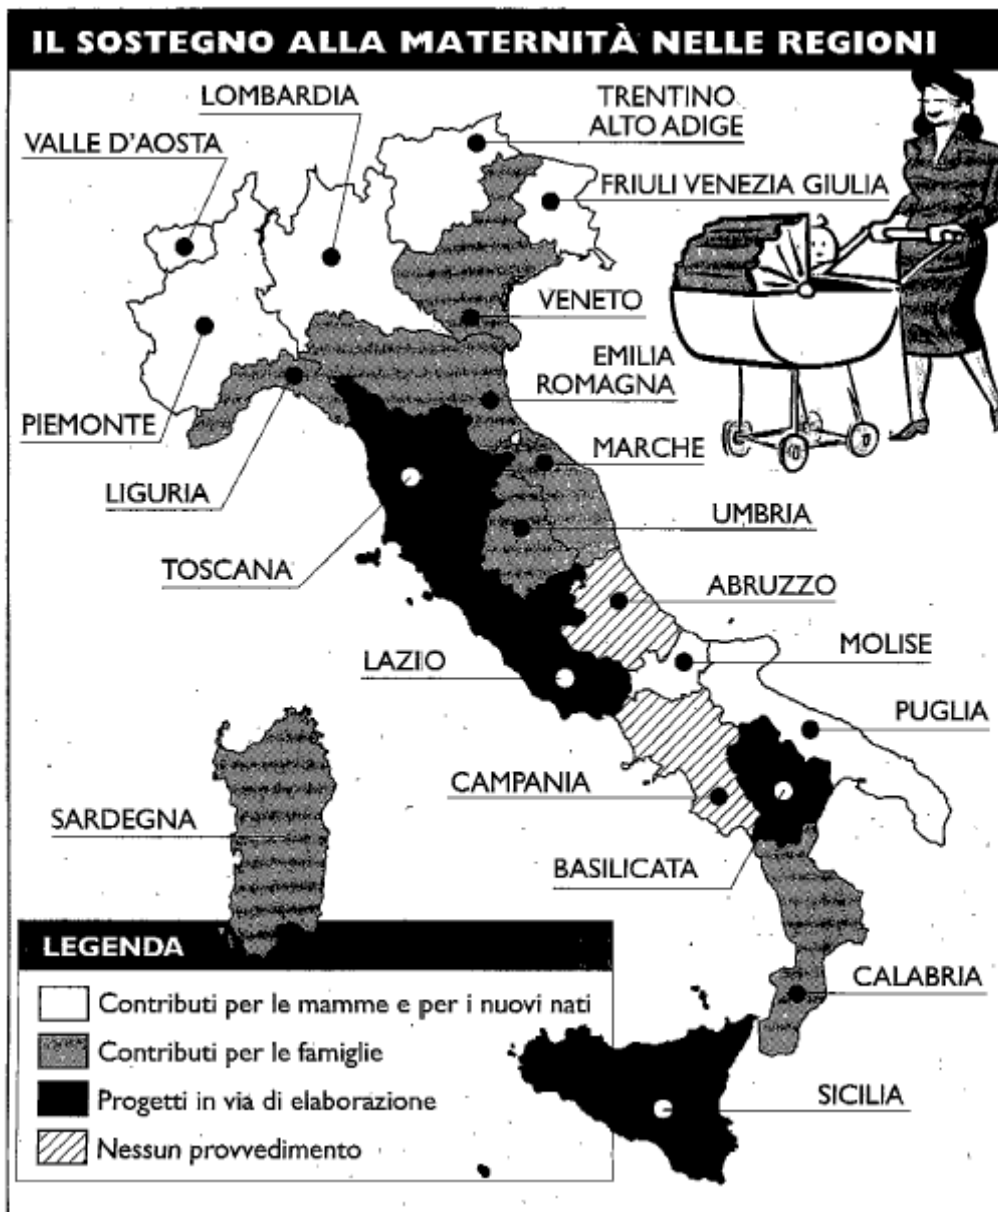 IL SOSTEGNO ALLA MATERNITÀ NELLE REGIONI
LOMBARDIA
TRENTINO
ALTO ADIGE
VALLE D'AOSTA
FRIULI VENEZIA GIULIA
VENETO
EMILIA
ROMAGNA
PIEMONTE
MARCHE
LIGURIA
UMBRIA
TOSCANA
ABRUZZO
MOLISE
LAZIO
PUGLIA
CAMPANIA
SARDEGNA
BASILICATA
LEGENDA
CALABRIA
Contributi per le mamme e per i nuovi nati
Contributi per le famiglie
Progetti in via di elaborazione
SICILIA
Nessun provvedimento